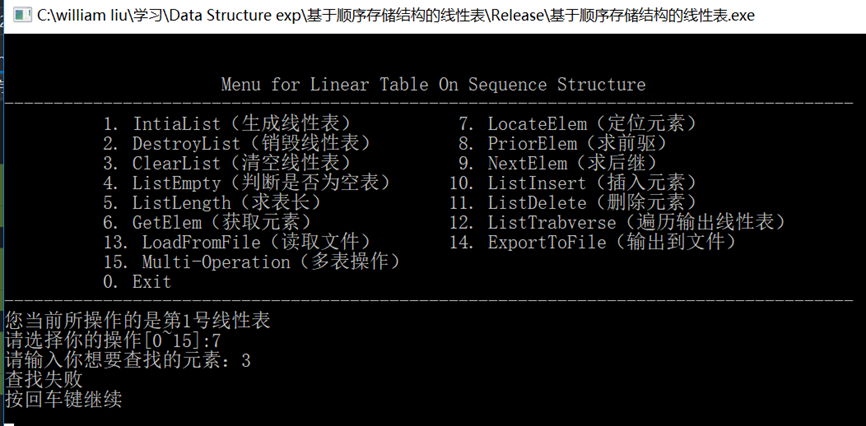 C:\william liu\学习\Data Structure exp\基于顺序存储结构的线性表\Release\基于顺序存储结构的线性表.exe
Menu for Linear Table On Sequence Structure
1. IntiaList（生成线性表） 7. LocateElem（定位元素）
2. DestroyList（销毁线性表） 8. PriorElem（求前驱）
3. ClearList（清空线性表） 9. NextElem（求后继）
4. ListEmpty（判断是否为空表） 10. ListInsert（插入元素）
5. ListLength（求表长） 11. ListDelete（删除元素）
6. GetElem（获取元素） 12. ListTrabverse（遍历输出线性表）
13. LoadFromFile（读取文件） 14. ExportToFile（输出到文件）
15. Multi-Operation（多表操作）
0. Exit
您当前所操作的是第1号线性表
请选择你的操作[0~15]:7
请输入你想要查找的元素：3
查找失败
按回车键继续